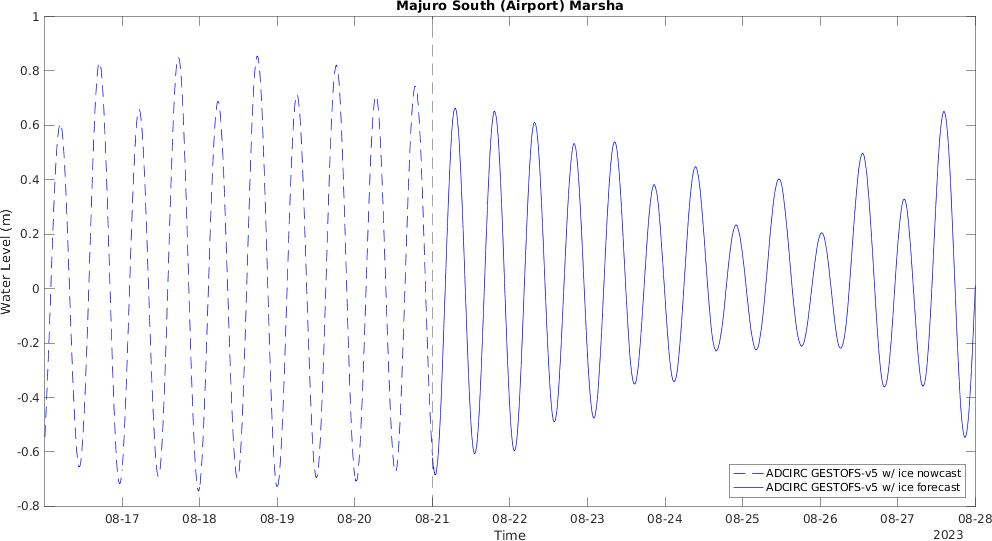 Majuro South (Airport) Marsha
1
0.8
0.6
0.4
0.2
0
-0.2
-0.4
-0.6
-0.8
Water Level (m)
ADCIRC GESTOFS-v5 w/ ice nowcast
ADCIRC GESTOFS-v5 w/ ice forecast
08-17 08-18 08-19 08-20 08-21 08-22 08-23 08-24 08-25 08-26 08-27 08-28
Time
2023